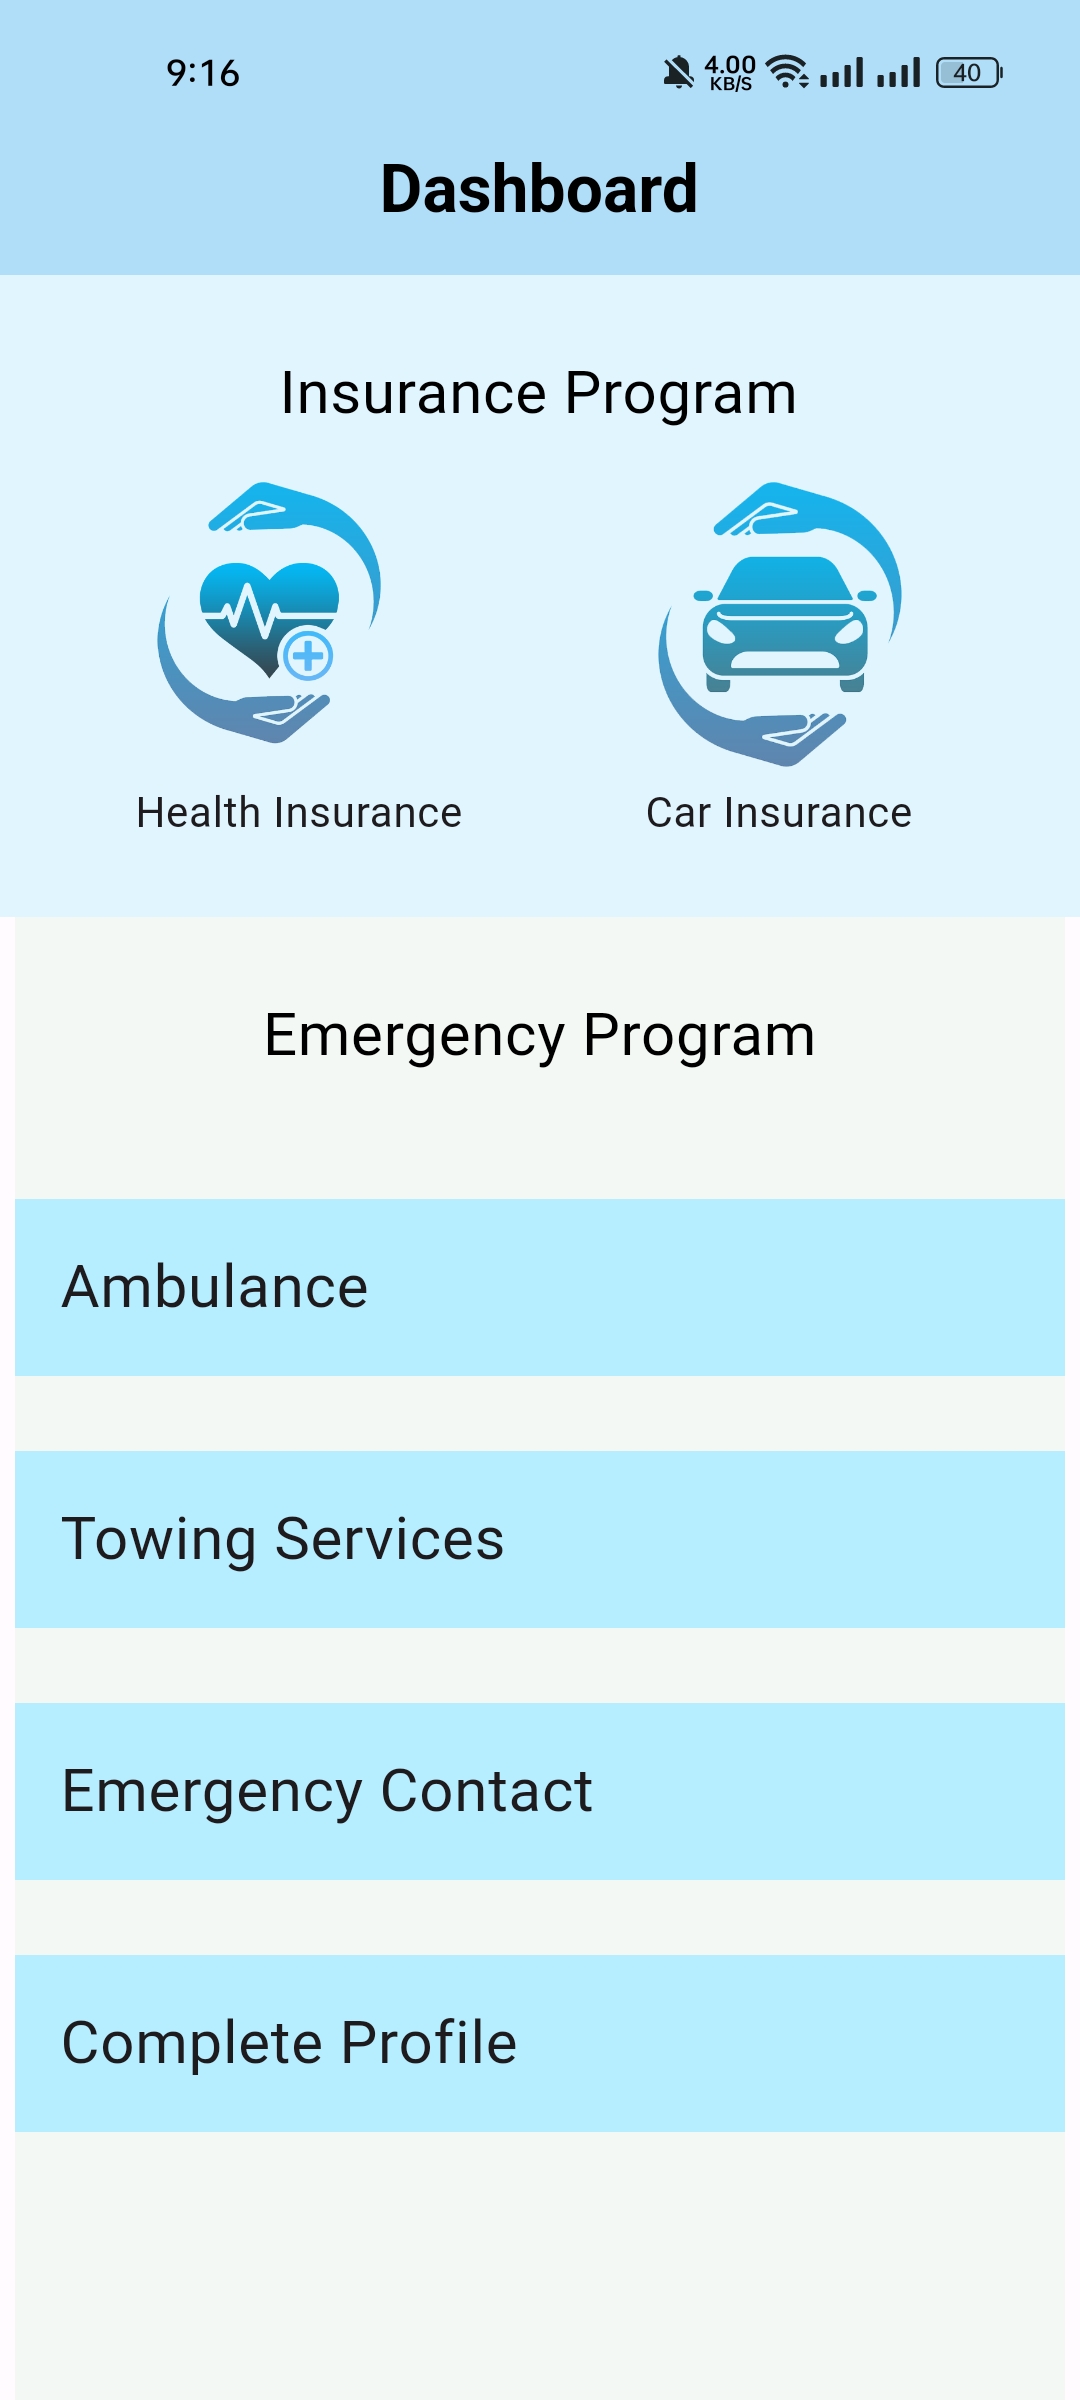 9:16
4.00
KB/S
40
Dashboard
Insurance Program
Health Insurance
Car Insurance
Emergency Program
Ambulance
Towing Services
Emergency Contact
Complete Profile